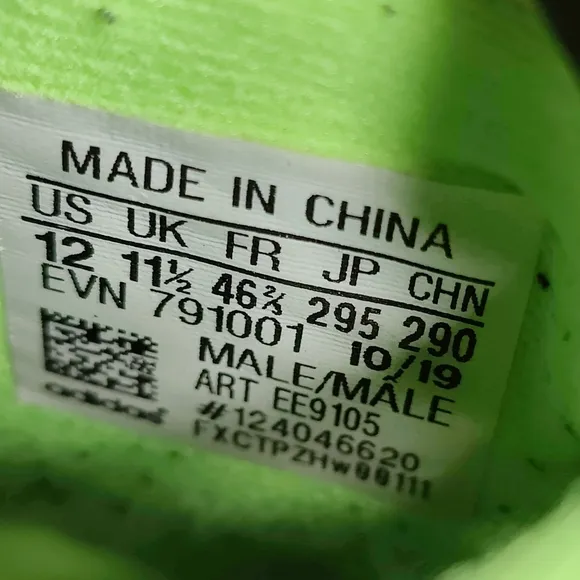 MADE IN CHINA
US UK FR JP CHN
12 11½ 46⅔ 295 290
EVN 791001 10/19
MALE/MÂLE
ART EE9105
#124046620
FXCTPZHW00111
adidas